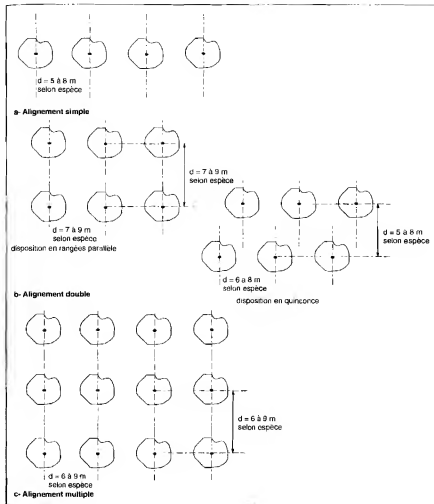 d = 5 à 8 m
selon espèce
a- Alignement simple
d = 7 à 9 m
selon espèce
d = 7 à 9 m
selon espèce
disposition en rangées parallèle
d = 5 à 8 m
selon espèce
d = 6 à 8 m
selon espèce
disposition en quinconce
b- Alignement double
d = 6 à 9 m
selon espèce
d = 6 à 9 m
selon espèce
c- Alignement multiple